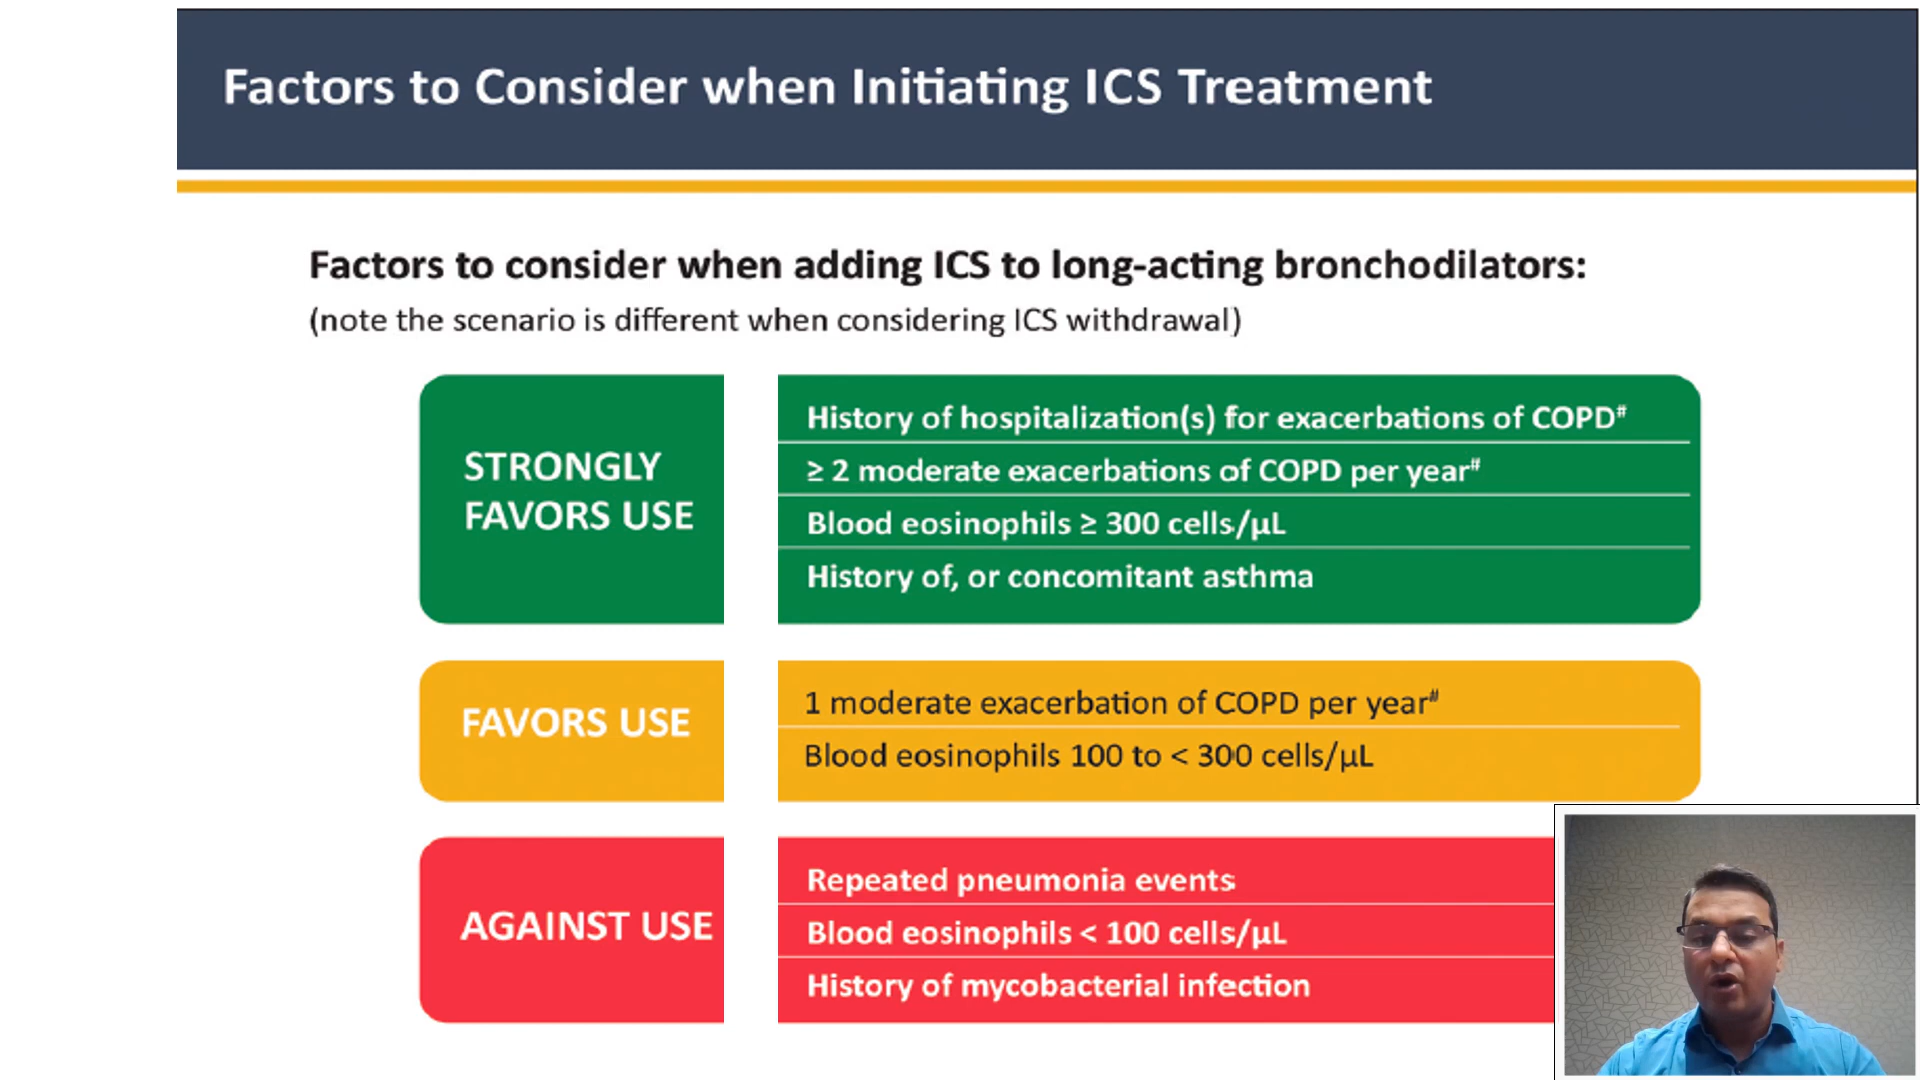 Factors to Consider when Initiating ICS Treatment
Factors to consider when adding ICS to long-acting bronchodilators:
(note the scenario is different when considering ICS withdrawal)
STRONGLY
FAVORS USE
History of hospitalization(s) for exacerbations of COPD#
≥ 2 moderate exacerbations of COPD per year#
Blood eosinophils ≥ 300 cells/µL
History of, or concomitant asthma
FAVORS USE
1 moderate exacerbation of COPD per year#
Blood eosinophils 100 to < 300 cells/µL
AGAINST USE
Repeated pneumonia events
Blood eosinophils < 100 cells/µL
History of mycobacterial infection